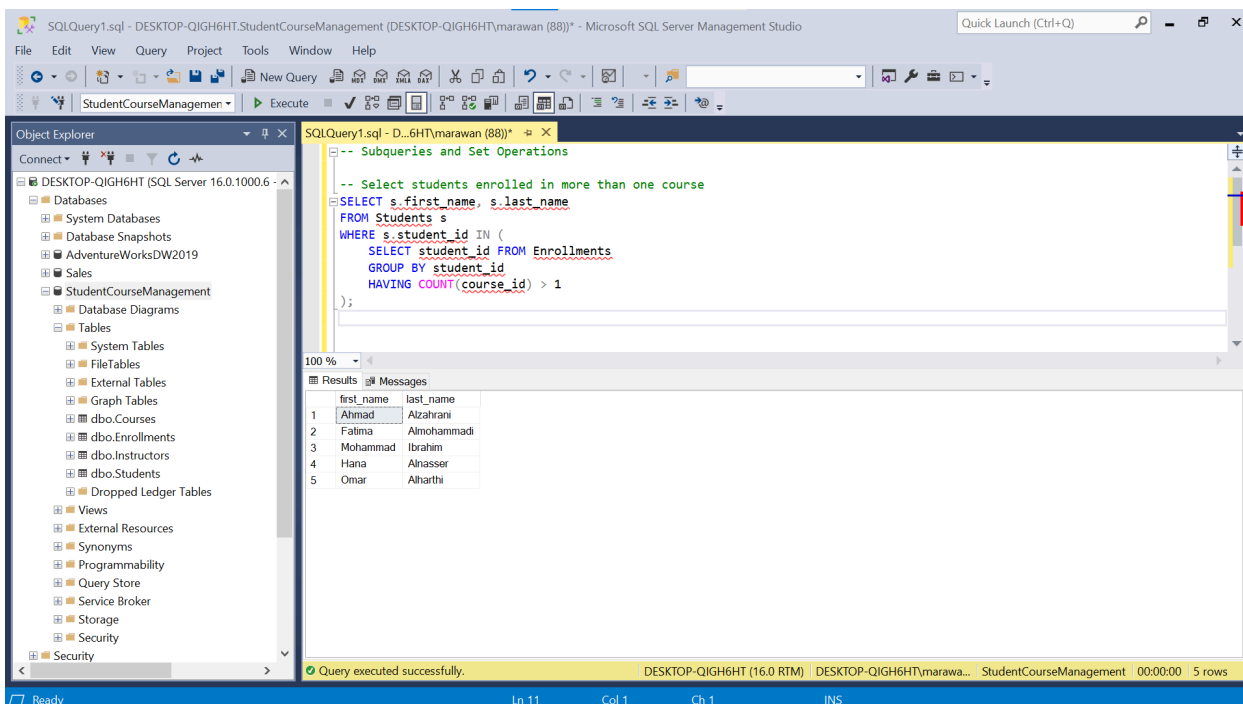 SQLQuery1.sql - DESKTOP-QIGH6HT.StudentCourseManagement (DESKTOP-QIGH6HT\marawan (88))* - Microsoft SQL Server Management Studio
Quick Launch (Ctrl+Q)
File Edit View Query Project Tools Window Help
New Query MDX DMX XMLA DAX
StudentCourseManagemen Execute
Object Explorer
Connect
DESKTOP-QIGH6HT (SQL Server 16.0.1000.6 -
Databases
System Databases
Database Snapshots
AdventureWorksDW2019
Sales
StudentCourseManagement
Database Diagrams
Tables
System Tables
FileTables
External Tables
Graph Tables
dbo.Courses
dbo.Enrollments
dbo.Instructors
dbo.Students
Dropped Ledger Tables
Views
External Resources
Synonyms
Programmability
Query Store
Service Broker
Storage
Security
Security
SQLQuery1.sql - D...6HT\marawan (88))*
-- Subqueries and Set Operations
-- Select students enrolled in more than one course
SELECT s.first_name, s.last_name
FROM Students s
WHERE s.student_id IN (
SELECT student_id FROM Enrollments
GROUP BY student_id
HAVING COUNT(course_id) > 1
);
100 %
Results Messages
first_name last_name
1 Ahmad Alzahrani
2 Fatima Almohammadi
3 Mohammad Ibrahim
4 Hana Alnasser
5 Omar Alharthi
Query executed successfully. DESKTOP-QIGH6HT (16.0 RTM) DESKTOP-QIGH6HT\marawa... StudentCourseManagement 00:00:00 5 rows
Ready Ln 11 Col 1 Ch 1 INS